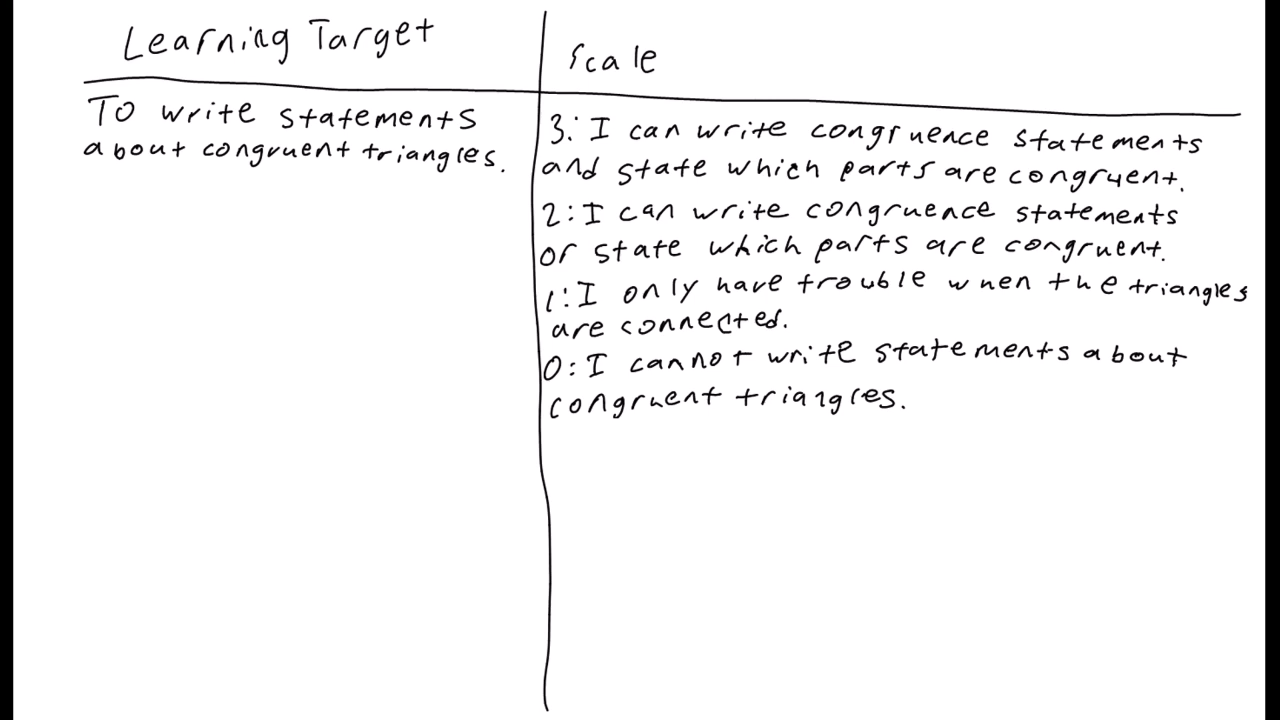 Learning Target
Scale
To write statements
about congruent triangles.
3: I can write congruence statements
and state which parts are congruent.
2: I can write congruence statements
or state which parts are congruent.
1: I only have trouble when the triangles
are connected.
0: I cannot write statements about
congruent triangles.